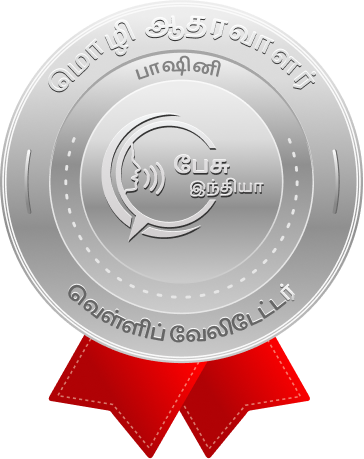 மொழி ஆதரவாளர்
பாஷினி
பேசு
இந்தியா
வெள்ளிப் வேலிடேட்டர்